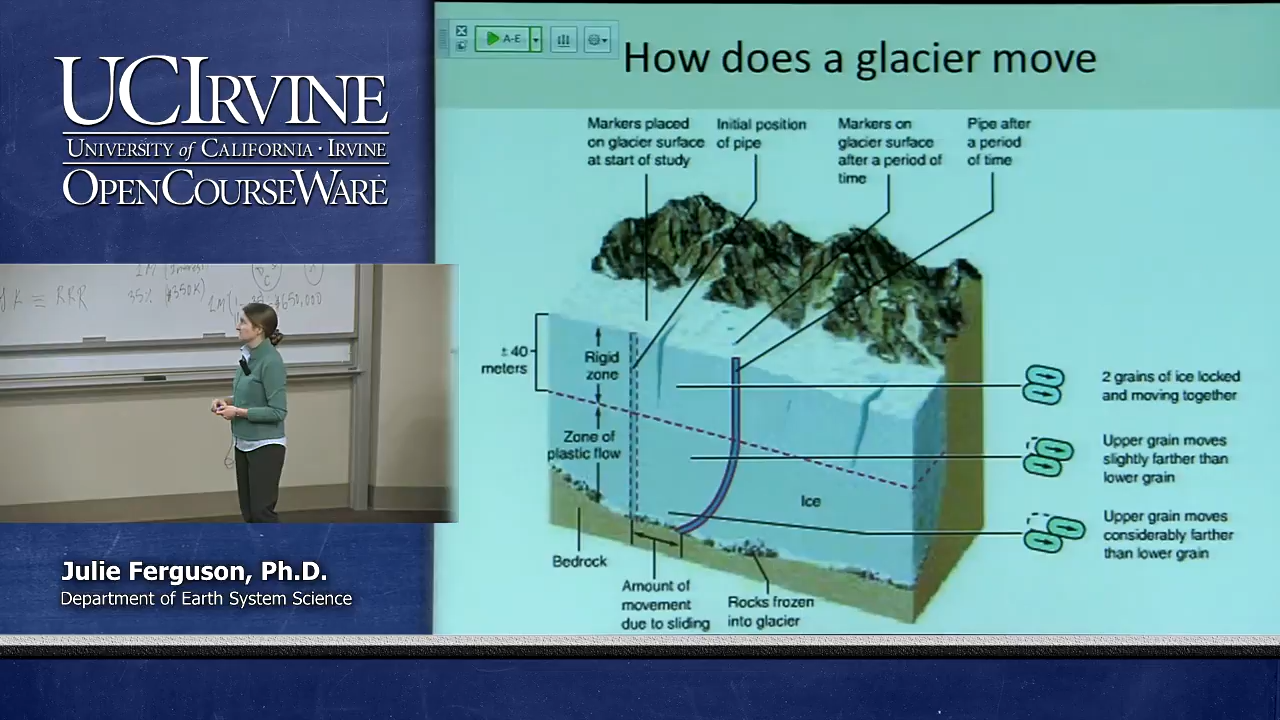 UCIRVINE
UNIVERSITY of CALIFORNIA · IRVINE
OPENCOURSEWARE
A-E
How does a glacier move
Markers placed
on glacier surface
at start of study
Initial position
of pipe
Markers on
glacier surface
after a period of
time
Pipe after
a period
of time
± 40
meters
Rigid
zone
Zone of
plastic flow
Ice
2 grains of ice locked
and moving together
Upper grain moves
slightly farther than
lower grain
Upper grain moves
considerably farther
than lower grain
Bedrock
Amount of
movement
due to sliding
Rocks frozen
into glacier
K ≡ RRR
35%
Julie Ferguson, Ph.D.
Department of Earth System Science